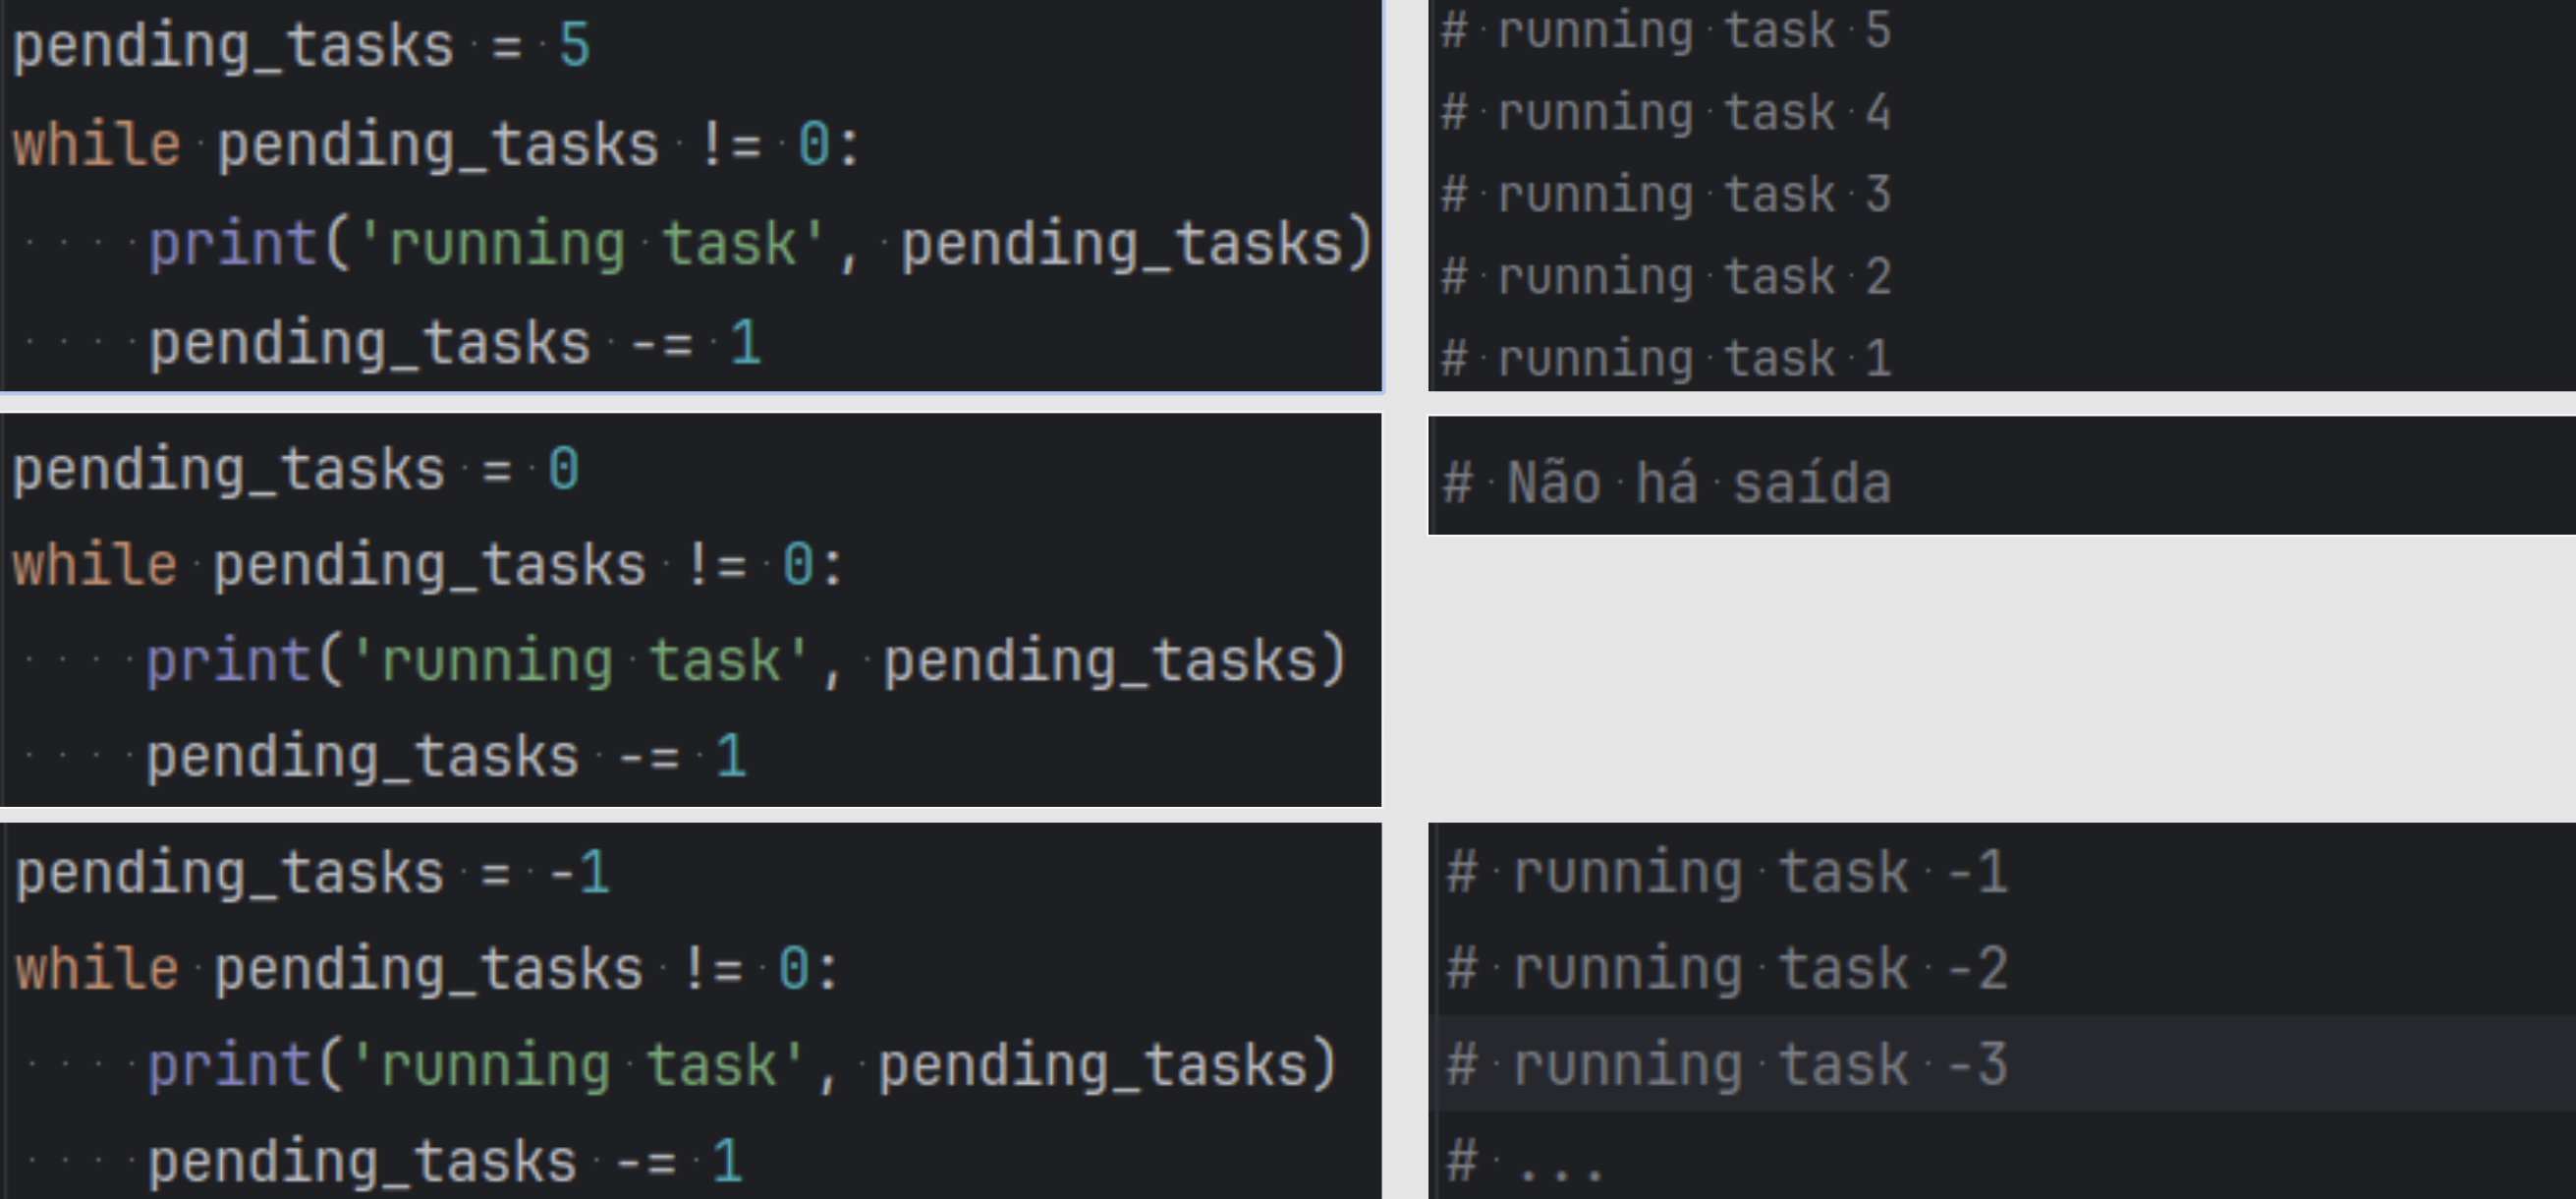 pending_tasks = 5
while pending_tasks != 0:
    print('running task', pending_tasks)
    pending_tasks -= 1
# running task 5
# running task 4
# running task 3
# running task 2
# running task 1
pending_tasks = 0
while pending_tasks != 0:
    print('running task', pending_tasks)
    pending_tasks -= 1
# Não há saída
pending_tasks = -1
while pending_tasks != 0:
    print('running task', pending_tasks)
    pending_tasks -= 1
# running task -1
# running task -2
# running task -3
# ...